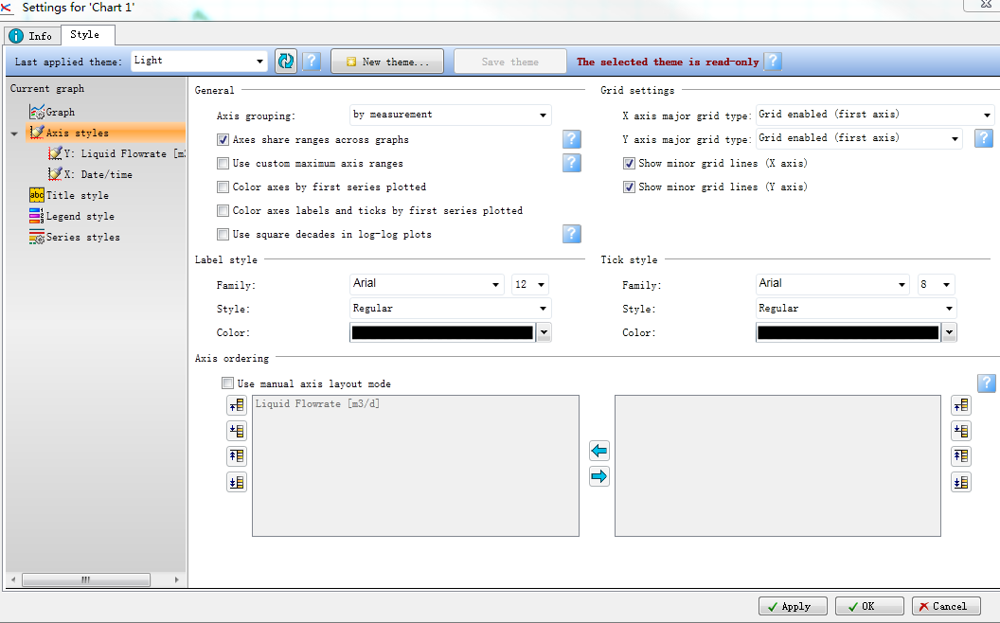 Settings for 'Chart 1'
Info
Style
Last applied theme: Light
New theme...
Save theme
The selected theme is read-only
Current graph
Graph
Axis styles
Y: Liquid Flowrate [m
X: Date/time
Title style
Legend style
Series styles
General
Axis grouping: by measurement
Axes share ranges across graphs
Use custom maximum axis ranges
Color axes by first series plotted
Color axes labels and ticks by first series plotted
Use square decades in log-log plots
Grid settings
X axis major grid type: Grid enabled (first axis)
Y axis major grid type: Grid enabled (first axis)
Show minor grid lines (X axis)
Show minor grid lines (Y axis)
Label style
Family: Arial 12
Style: Regular
Color:
Tick style
Family: Arial 8
Style: Regular
Color:
Axis ordering
Use manual axis layout mode
Liquid Flowrate [m3/d]
Apply
OK
Cancel